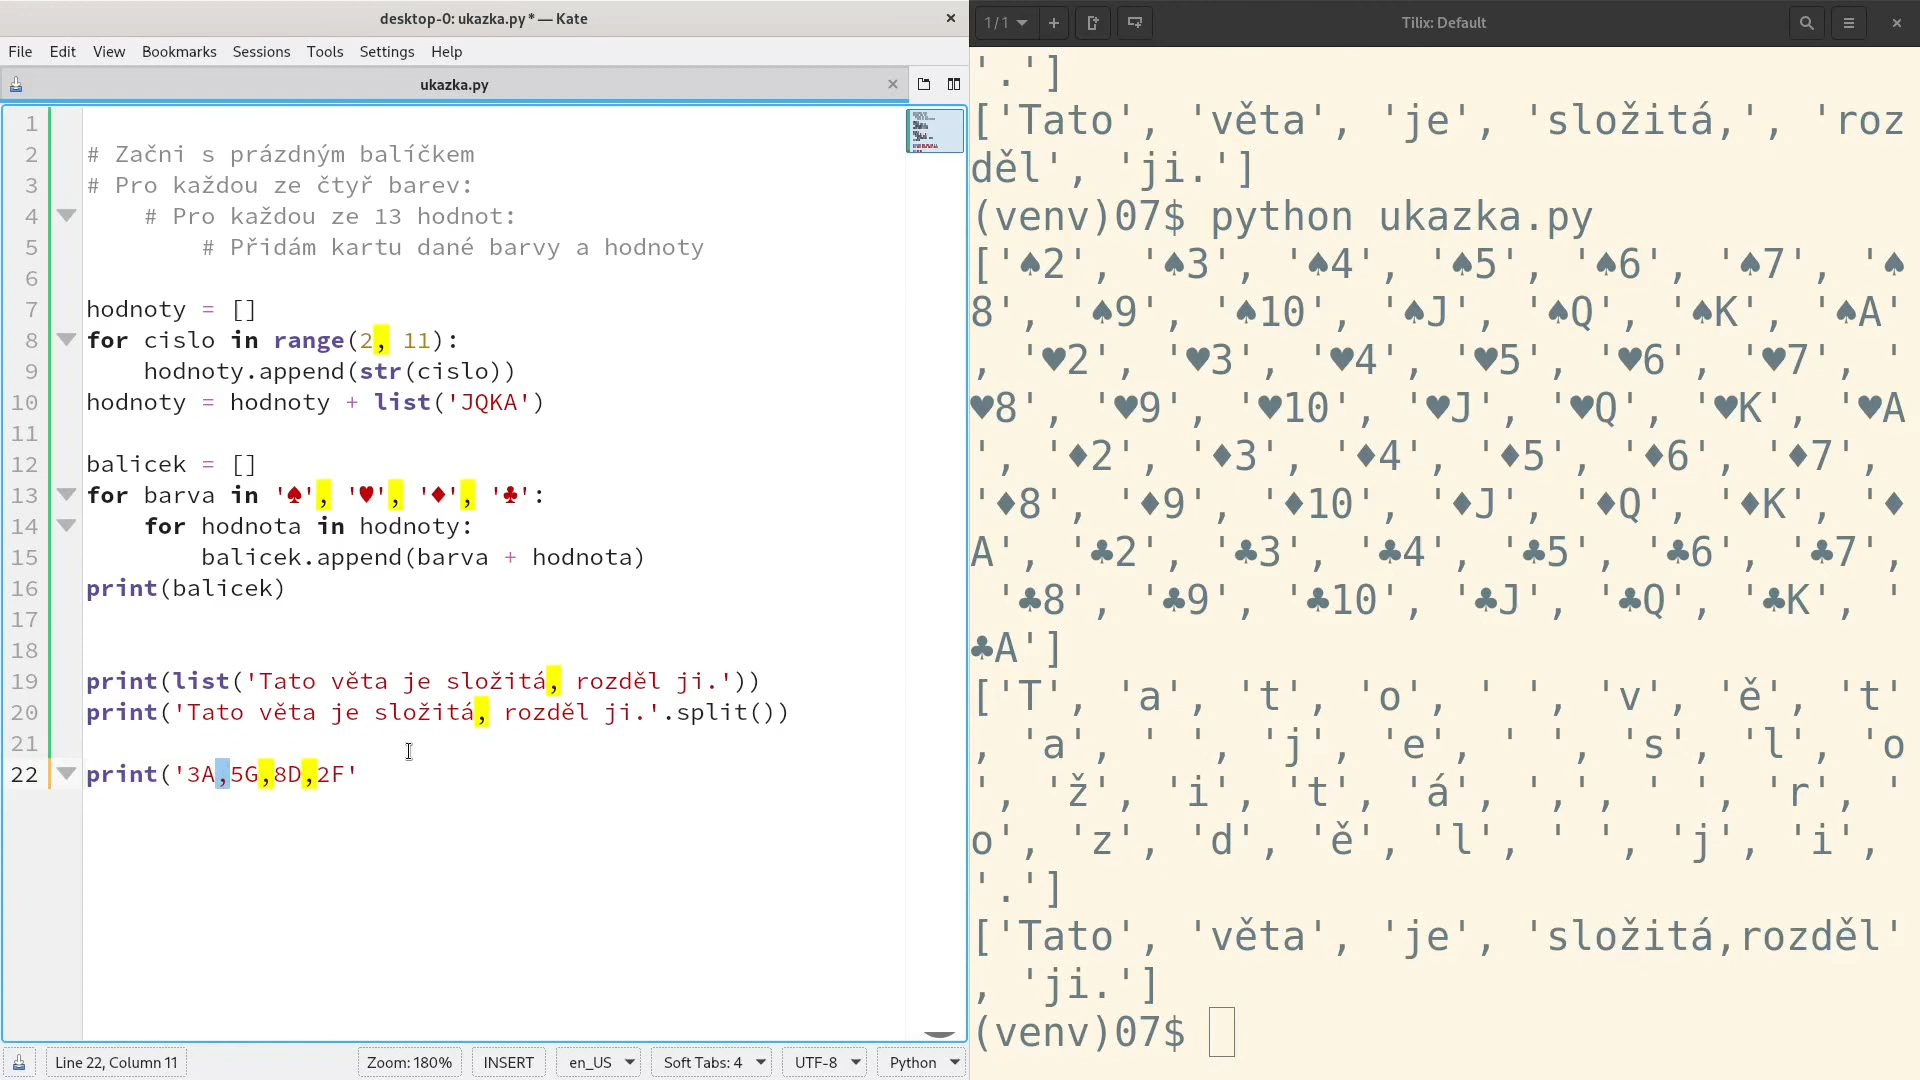 desktop-0: ukazka.py * — Kate
File Edit View Bookmarks Sessions Tools Settings Help
ukazka.py
1
2 # Začni s prázdným balíčkem
3 # Pro každou ze čtyř barev:
4     # Pro každou ze 13 hodnot:
5         # Přidám kartu dané barvy a hodnoty
6
7 hodnoty = []
8 for cislo in range(2, 11):
9     hodnoty.append(str(cislo))
10 hodnoty = hodnoty + list('JQKA')
11
12 balicek = []
13 for barva in '♠', '♥', '♦', '♣':
14     for hodnota in hodnoty:
15         balicek.append(barva + hodnota)
16 print(balicek)
17
18
19 print(list('Tato věta je složitá, rozděl ji.'))
20 print('Tato věta je složitá, rozděl ji.'.split())
21
22 print('3A,5G,8D,2F'
Line 22, Column 11 Zoom: 180% INSERT en_US Soft Tabs: 4 UTF-8 Python
1 / 1 Tilix: Default
'.']
['Tato', 'věta', 'je', 'složitá,', 'roz
děl', 'ji.']
(venv)07$ python ukazka.py
['♠2', '♠3', '♠4', '♠5', '♠6', '♠7', '♠
8', '♠9', '♠10', '♠J', '♠Q', '♠K', '♠A'
, '♥2', '♥3', '♥4', '♥5', '♥6', '♥7', '
♥8', '♥9', '♥10', '♥J', '♥Q', '♥K', '♥A
', '♦2', '♦3', '♦4', '♦5', '♦6', '♦7',
'♦8', '♦9', '♦10', '♦J', '♦Q', '♦K', '♦
A', '♣2', '♣3', '♣4', '♣5', '♣6', '♣7',
'♣8', '♣9', '♣10', '♣J', '♣Q', '♣K', '
♣A']
['T', 'a', 't', 'o', ' ', 'v', 'ě', 't'
, 'a', ' ', 'j', 'e', ' ', 's', 'l', 'o
', 'ž', 'i', 't', 'á', ',', ' ', 'r', '
o', 'z', 'd', 'ě', 'l', ' ', 'j', 'i',
'.']
['Tato', 'věta', 'je', 'složitá,rozděl'
, 'ji.']
(venv)07$